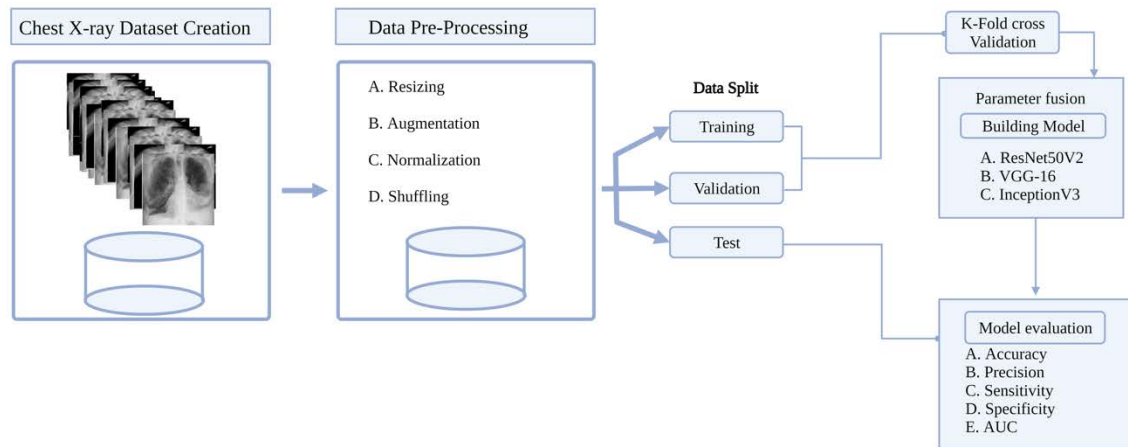 Chest X-ray Dataset Creation
Data Pre-Processing
A. Resizing
B. Augmentation
C. Normalization
D. Shuffling
Data Split
Training
Validation
Test
K-Fold cross
Validation
Parameter fusion
Building Model
A. ResNet50V2
B. VGG-16
C. InceptionV3
Model evaluation
A. Accuracy
B. Precision
C. Sensitivity
D. Specificity
E. AUC